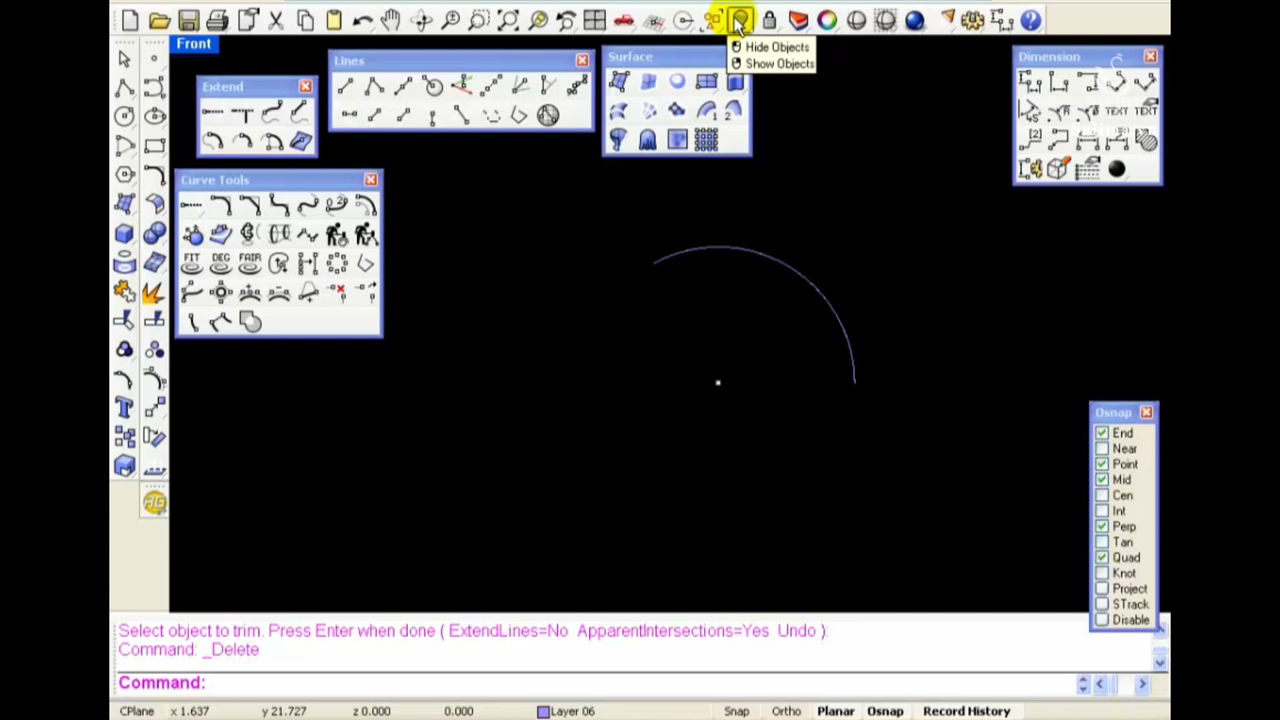 Front
Hide Objects
Show Objects
Extend
Lines
Surface
Dimension
1 2
TEXT TEXT
[2]
Curve Tools
FIT DEG FAIR
T
Osnap
End
Near
Point
Mid
Cen
Int
Perp
Tan
Quad
Knot
Project
STrack
Disable
Select object to trim. Press Enter when done ( ExtendLines=No ApparentIntersections=Yes Undo ):
Command: _Delete
Command:
CPlane x 1.637 y 21.727 z 0.000 0.000 Layer 06 Snap Ortho Planar Osnap Record History